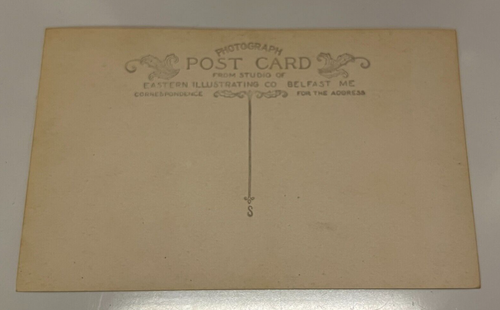 PHOTOGRAPH
POST CARD
FROM STUDIO OF
EASTERN ILLUSTRATING CO BELFAST ME
CORRESPONDENCE FOR THE ADDRESS
S